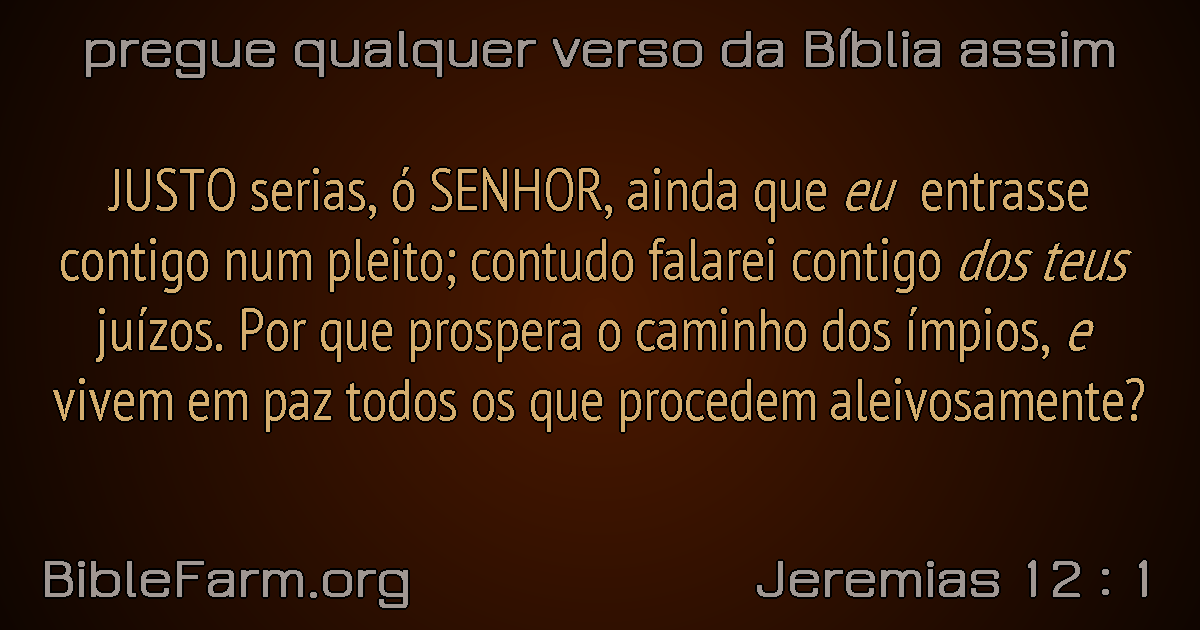 pregue qualquer verso da Bíblia assim
JUSTO serias, ó SENHOR, ainda que eu entrasse
contigo num pleito; contudo falarei contigo dos teus
juízos. Por que prospera o caminho dos ímpios, e
vivem em paz todos os que procedem aleivosamente?
BibleFarm.org
Jeremias 12 : 1